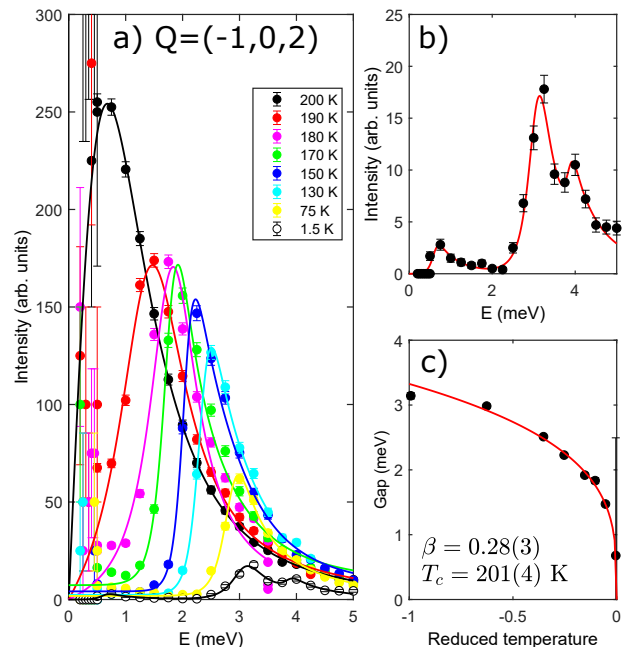 a) Q=(-1,0,2)
300
250
200
150
100
50
0
Intensity (arb. units)
200 K
190 K
180 K
170 K
150 K
130 K
75 K
1.5 K
0 1 2 3 4 5
E (meV)
b)
25
20
15
10
5
0
Intensity (arb. units)
0 2 4
E (meV)
c)
4
3
2
1
0
Gap (meV)
β = 0.28(3)
T_c = 201(4) K
-1 -0.5 0
Reduced temperature